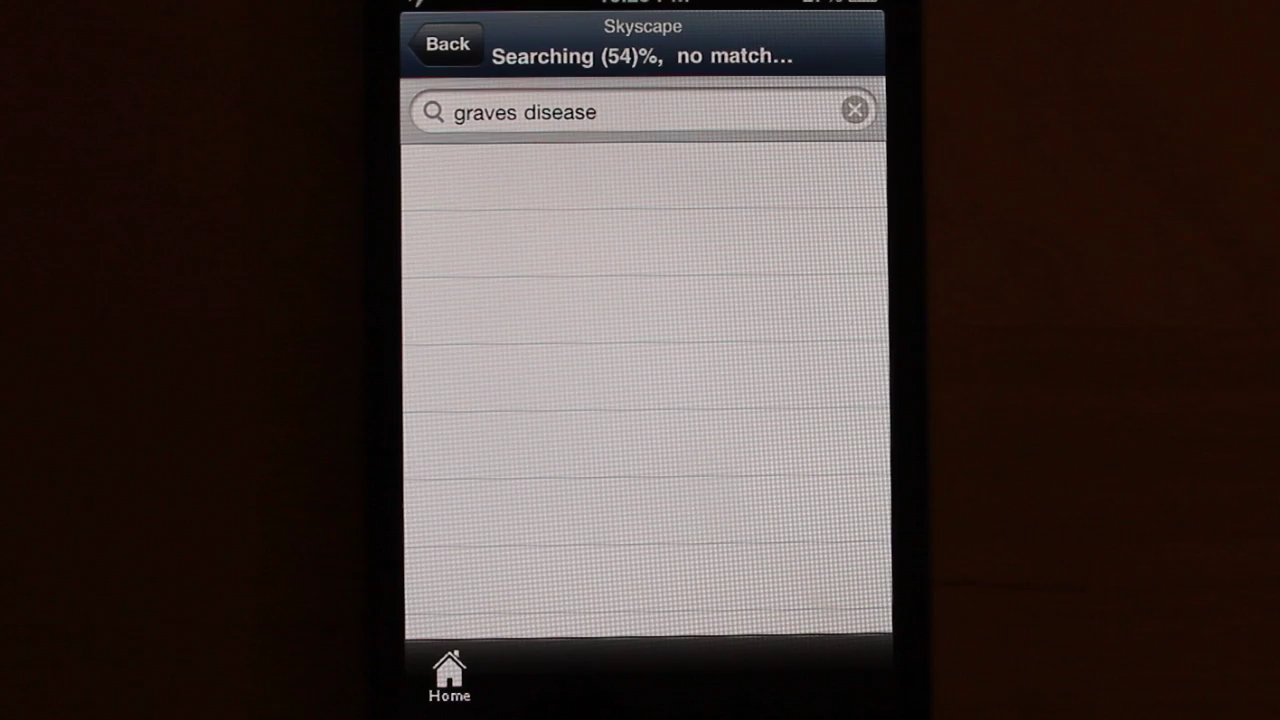 Skyscape
Back
Searching (54)%,  no match...
graves disease
Home